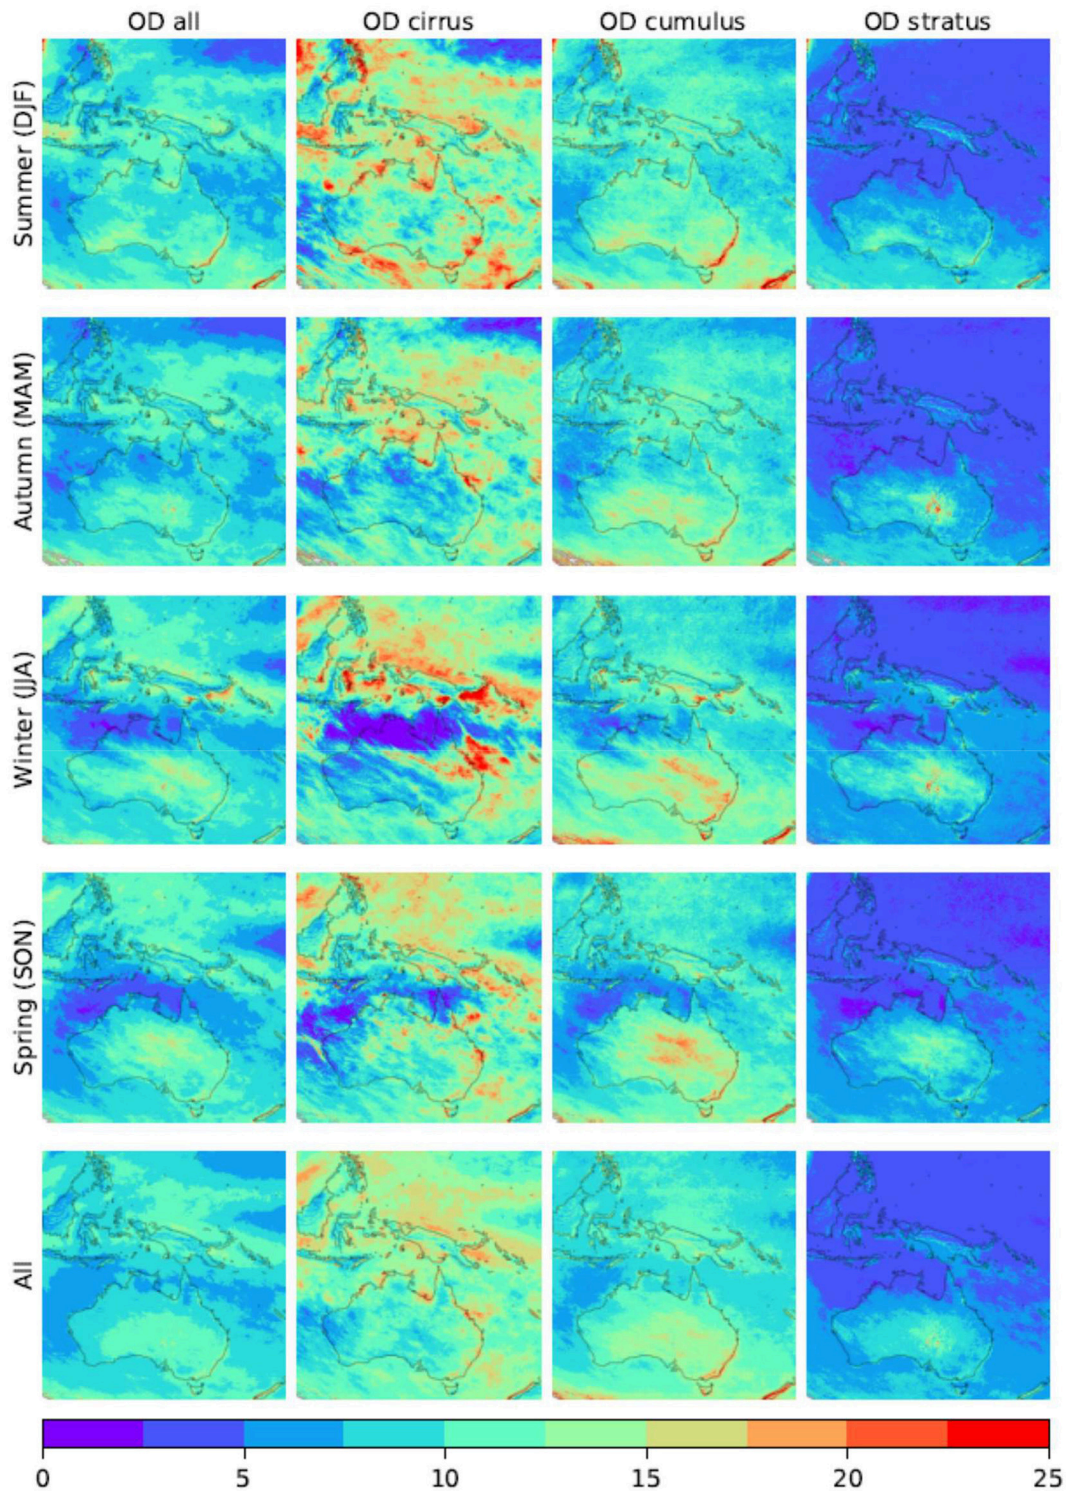 OD all OD cirrus OD cumulus OD stratus
Summer (DJF)
Autumn (MAM)
Winter (JJA)
Spring (SON)
All
0 5 10 15 20 25